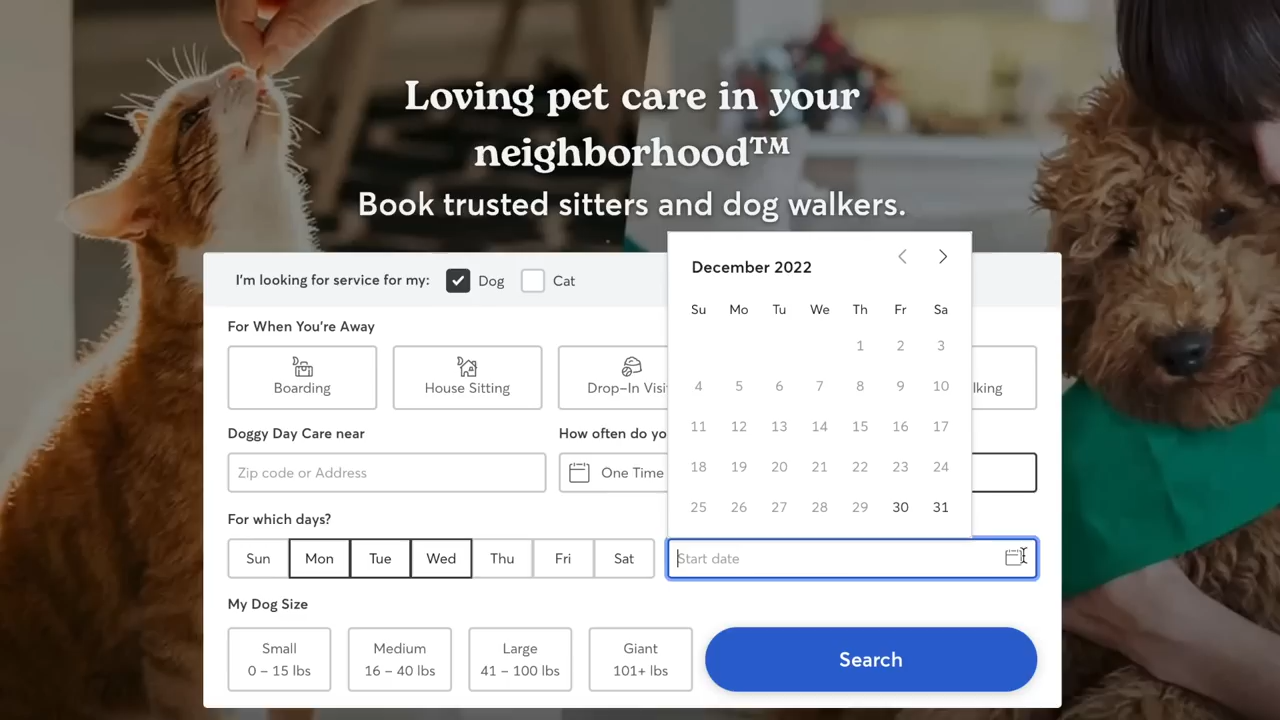 Loving pet care in your
neighborhood™
Book trusted sitters and dog walkers.
I'm looking for service for my:
Dog
Cat
For When You're Away
Boarding
House Sitting
Drop-In Visi
lking
Doggy Day Care near
Zip code or Address
How often do yo
One Time
December 2022
Su Mo Tu We Th Fr Sa
1 2 3
4 5 6 7 8 9 10
11 12 13 14 15 16 17
18 19 20 21 22 23 24
25 26 27 28 29 30 31
For which days?
Sun Mon Tue Wed Thu Fri Sat
Start date
My Dog Size
Small
0 – 15 lbs
Medium
16 – 40 lbs
Large
41 – 100 lbs
Giant
101+ lbs
Search